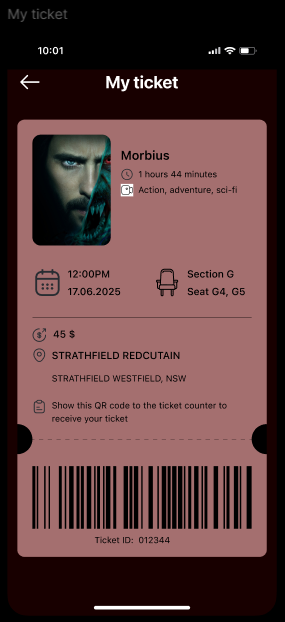 My ticket
10:01
My ticket
Morbius
1 hours 44 minutes
Action, adventure, sci-fi
12:00PM
17.06.2025
Section G
Seat G4, G5
45 $
STRATHFIELD REDCUTAIN
STRATHFIELD WESTFIELD, NSW
Show this QR code to the ticket counter to
receive your ticket
Ticket ID: 012344